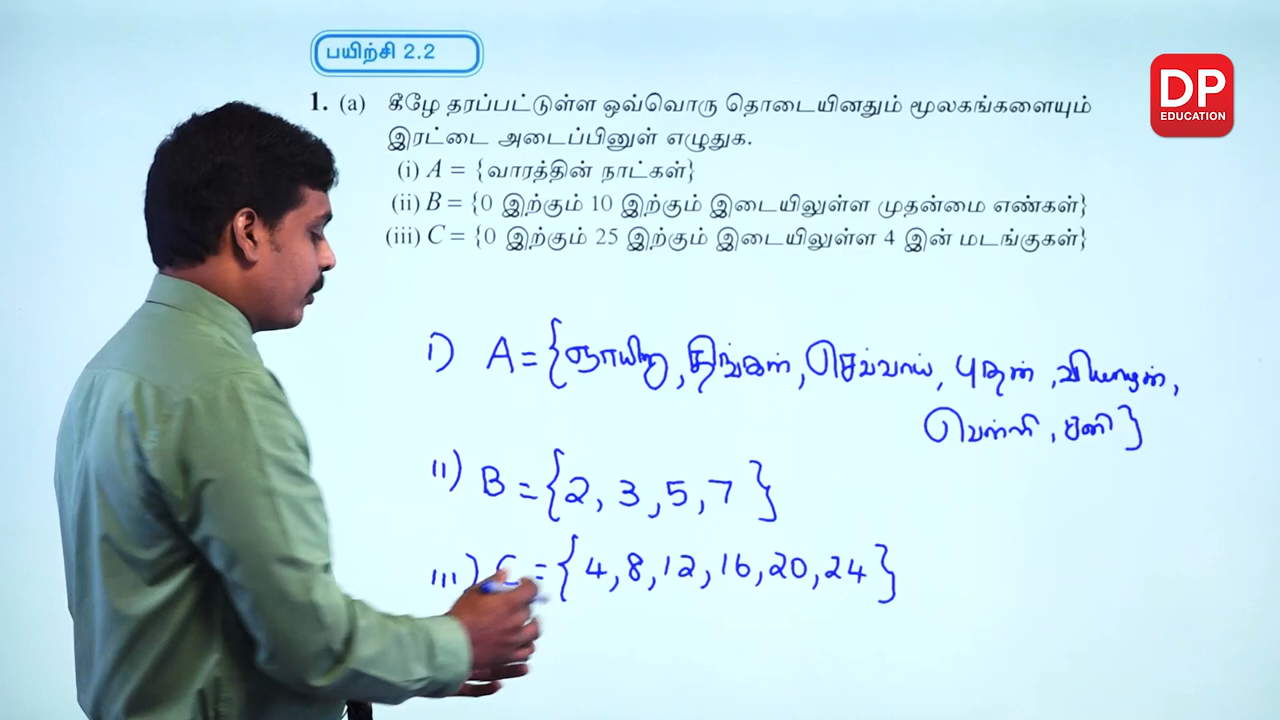 பயிற்சி 2.2
DP
EDUCATION
1. (a) கீழே தரப்பட்டுள்ள ஒவ்வொரு தொடையினதும் மூலகங்களையும்
இரட்டை அடைப்பினுள் எழுதுக.
(i) A = {வாரத்தின் நாட்கள்}
(ii) B = {0 இற்கும் 10 இற்கும் இடையிலுள்ள முதன்மை எண்கள்}
(iii) C = {0 இற்கும் 25 இற்கும் இடையிலுள்ள 4 இன் மடங்குகள்}
i) A = {ஞாயிறு, திங்கள், செவ்வாய், புதன், வியாழன்,
வெள்ளி, சனி}
ii) B = {2, 3, 5, 7}
iii) C = {4, 8, 12, 16, 20, 24}